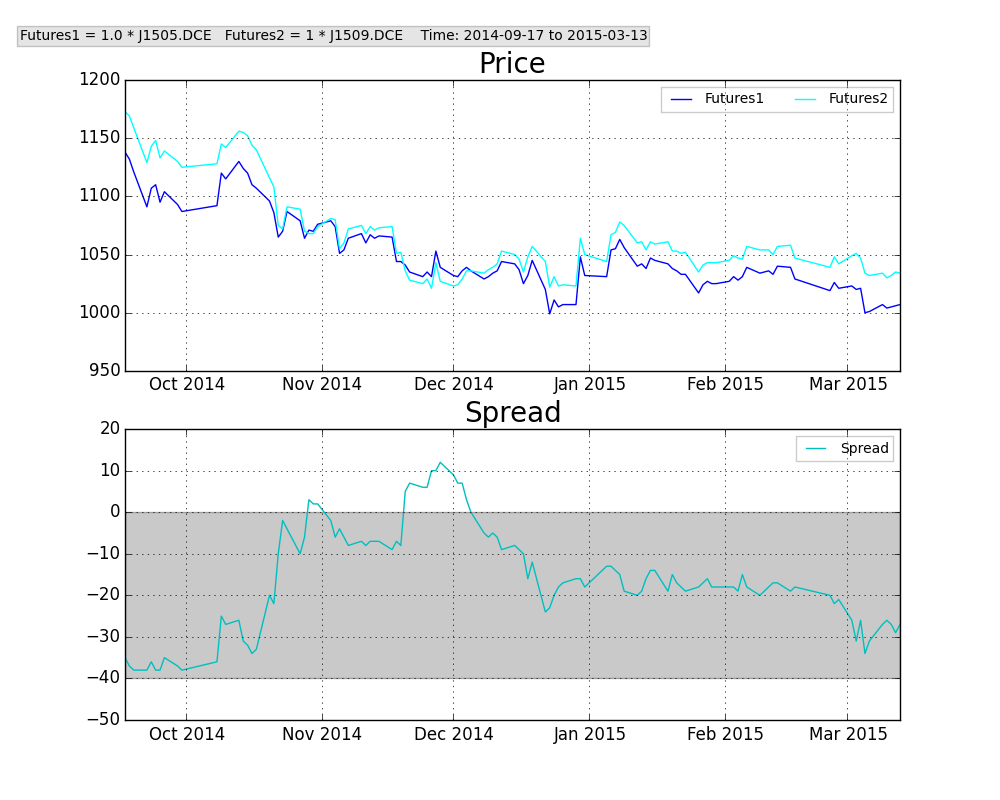 Futures1 = 1.0 * J1505.DCE   Futures2 = 1 * J1509.DCE    Time: 2014-09-17 to 2015-03-13
Price
1200
1150
1100
1050
1000
950
Futures1 Futures2
Oct 2014 Nov 2014 Dec 2014 Jan 2015 Feb 2015 Mar 2015
Spread
20
10
0
−10
−20
−30
−40
−50
Spread
Oct 2014 Nov 2014 Dec 2014 Jan 2015 Feb 2015 Mar 2015